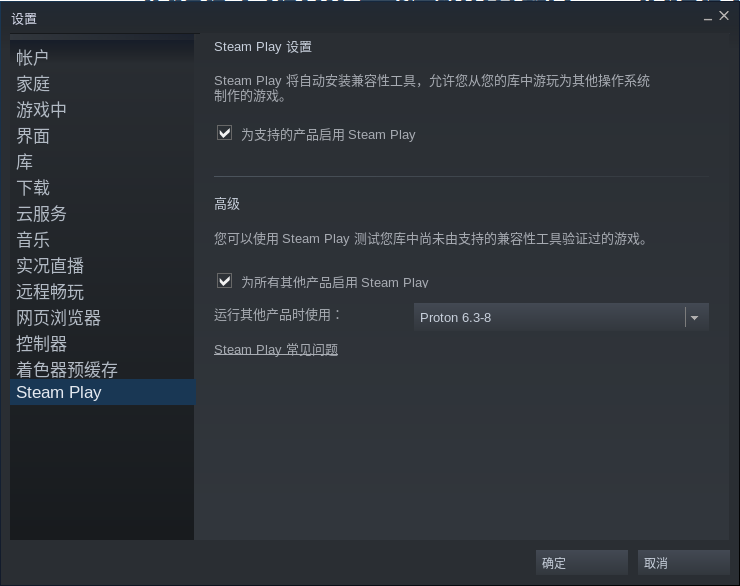 设置
帐户
家庭
游戏中
界面
库
下载
云服务
音乐
实况直播
远程畅玩
网页浏览器
控制器
着色器预缓存
Steam Play
Steam Play 设置
Steam Play 将自动安装兼容性工具，允许您从您的库中游玩为其他操作系统
制作的游戏。
为支持的产品启用 Steam Play
高级
您可以使用 Steam Play 测试您库中尚未由支持的兼容性工具验证过的游戏。
为所有其他产品启用 Steam Play
运行其他产品时使用：
Proton 6.3-8
Steam Play 常见问题
确定
取消